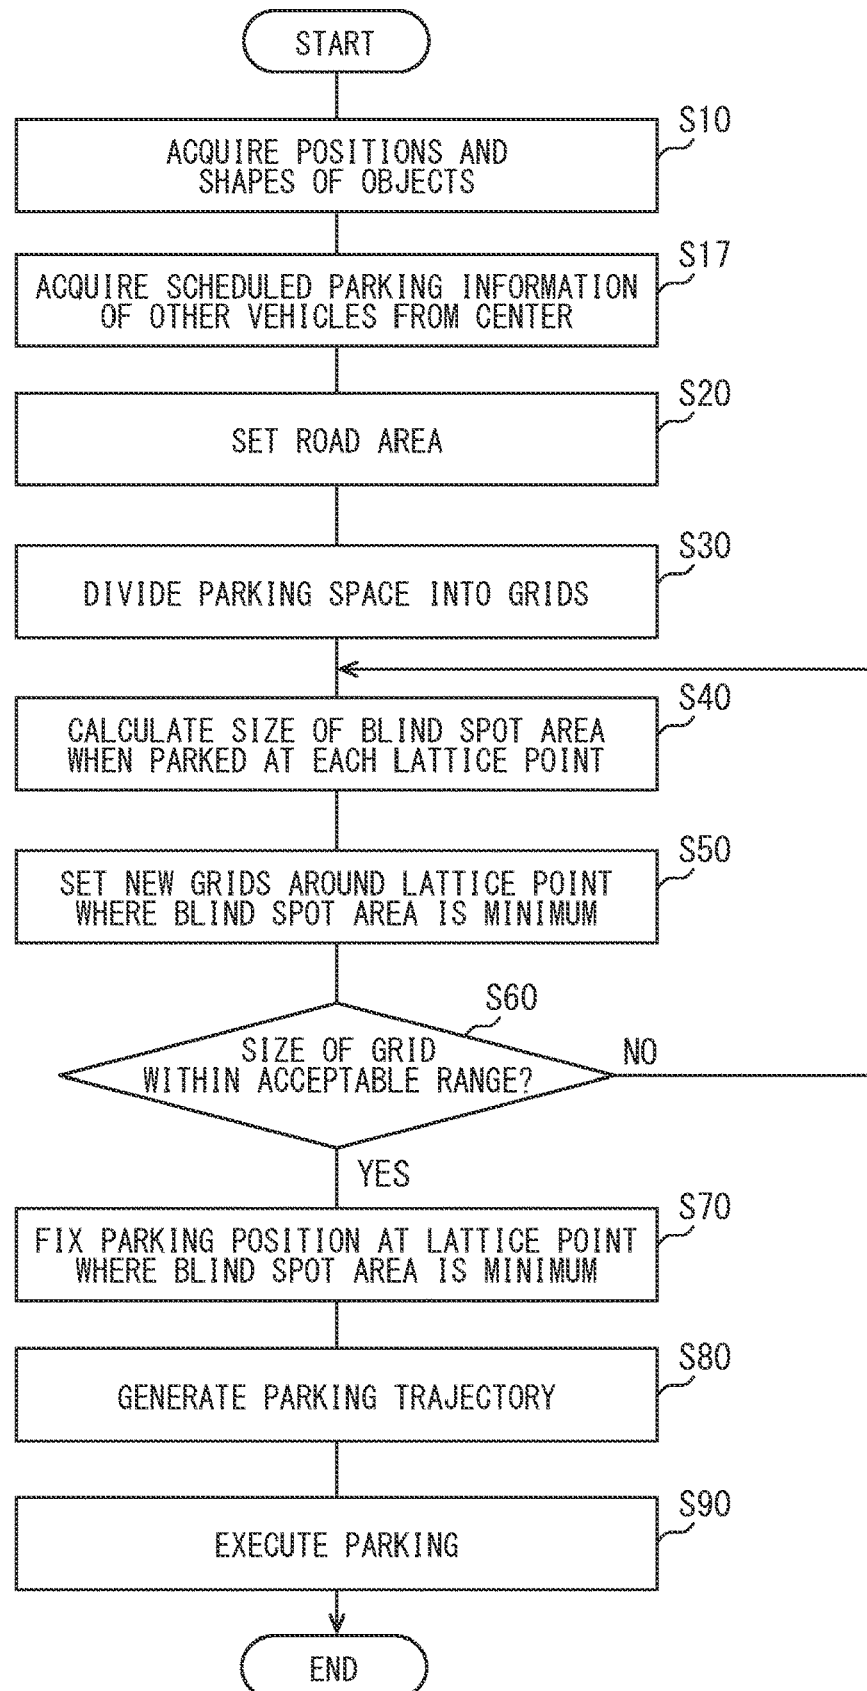 START
S10
ACQUIRE POSITIONS AND
SHAPES OF OBJECTS
S17
ACQUIRE SCHEDULED PARKING INFORMATION
OF OTHER VEHICLES FROM CENTER
S20
SET ROAD AREA
S30
DIVIDE PARKING SPACE INTO GRIDS
S40
CALCULATE SIZE OF BLIND SPOT AREA
WHEN PARKED AT EACH LATTICE POINT
S50
SET NEW GRIDS AROUND LATTICE POINT
WHERE BLIND SPOT AREA IS MINIMUM
S60
SIZE OF GRID
WITHIN ACCEPTABLE RANGE?
NO
YES
S70
FIX PARKING POSITION AT LATTICE POINT
WHERE BLIND SPOT AREA IS MINIMUM
S80
GENERATE PARKING TRAJECTORY
S90
EXECUTE PARKING
END